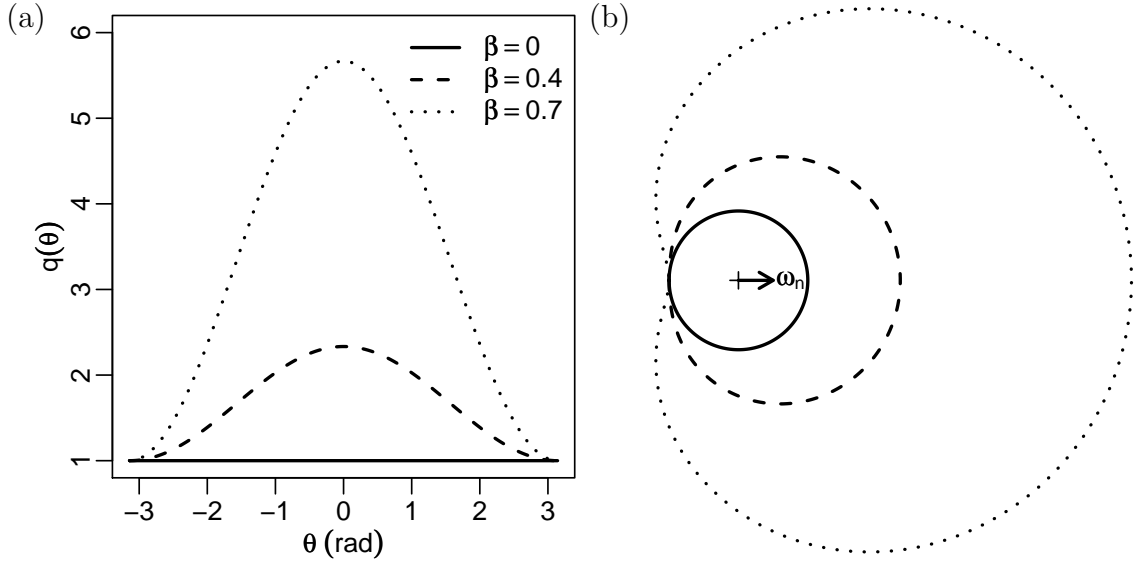 (a)
6
5
4
3
2
1
q(θ)
−3 −2 −1 0 1 2 3
θ (rad)
β = 0
β = 0.4
β = 0.7
(b)
ωn